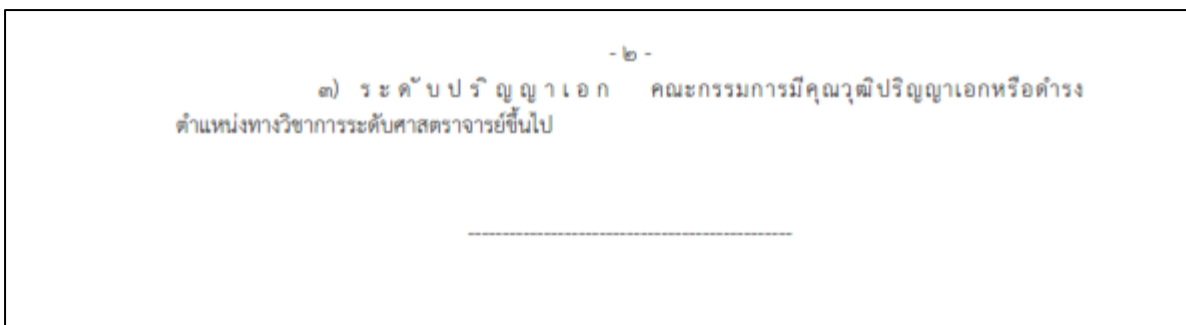 - ๒ -
๓) ระดับปริญญาเอก คณะกรรมการมีคุณวุฒิปริญญาเอกหรือดำรง
ตำแหน่งทางวิชาการระดับศาสตราจารย์ขึ้นไป